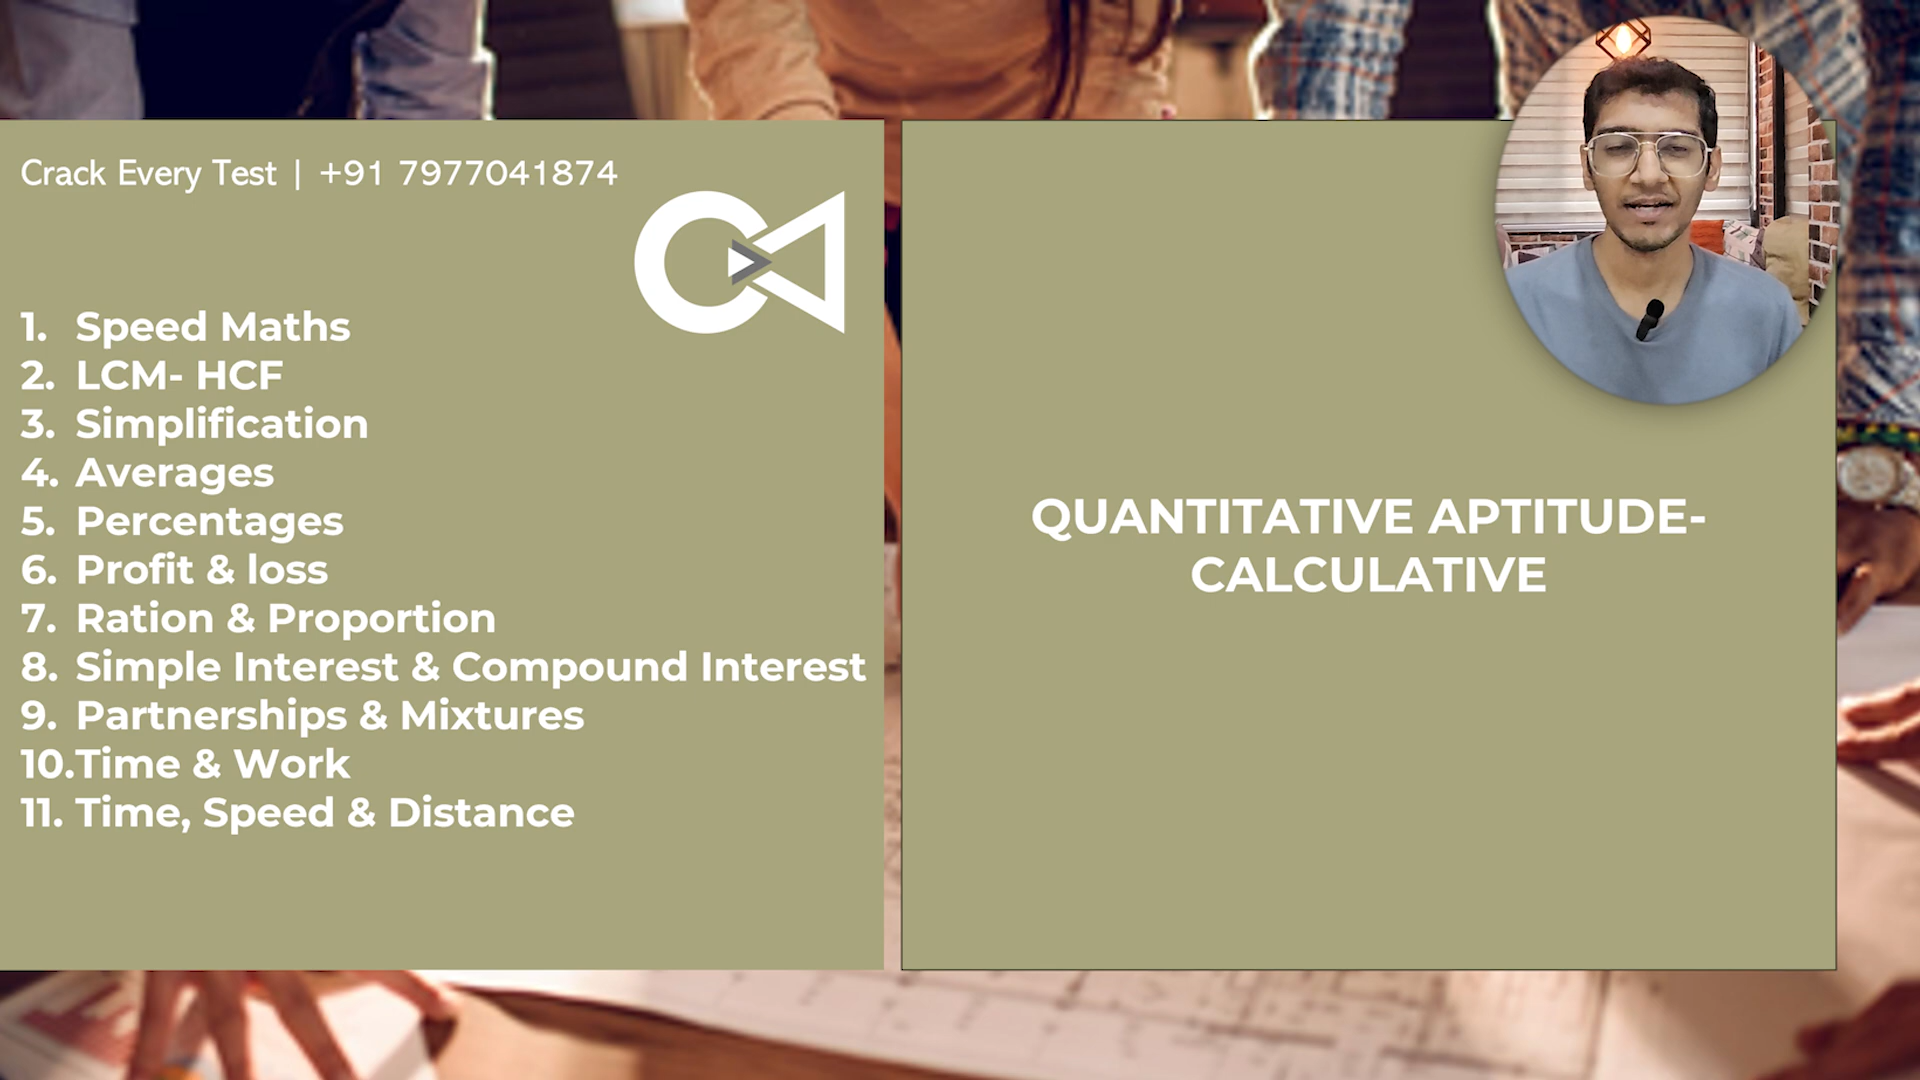 Crack Every Test | +91 7977041874
1. Speed Maths
2. LCM- HCF
3. Simplification
4. Averages
5. Percentages
6. Profit & loss
7. Ration & Proportion
8. Simple Interest & Compound Interest
9. Partnerships & Mixtures
10.Time & Work
11. Time, Speed & Distance
QUANTITATIVE APTITUDE-
CALCULATIVE